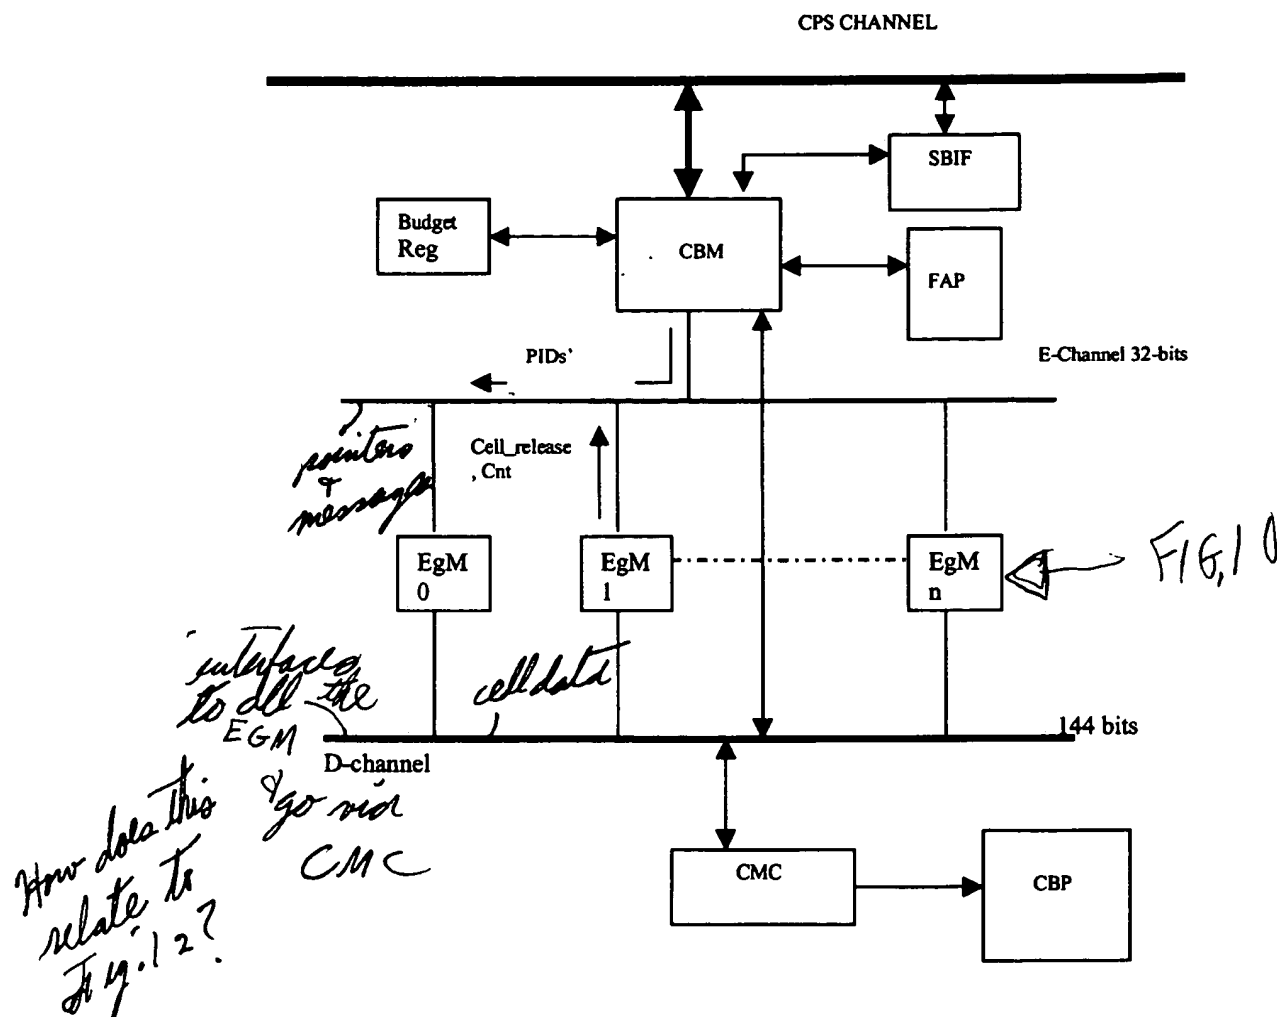 CPS CHANNEL
SBIF
Budget
Reg
CBM
FAP
PIDs'
E-Channel 32-bits
pointers
&
messages
Cell_release
, Cnt
EgM
0
EgM
1
EgM
n
FIG. 10
interfaces
to all the
EGM
& go via
CMC
cell data
144 bits
D-channel
How does this
relate to
Fig. 12?
CMC
CBP